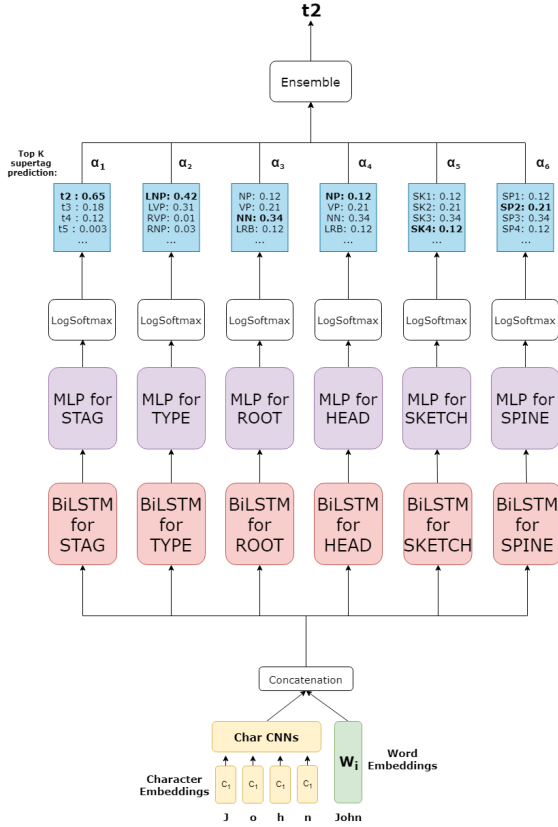 t2
Ensemble
Top K
supertag
prediction:
α1 α2 α3 α4 α5 α6
t2 : 0.65
t3 : 0.18
t4 : 0.12
t5 : 0.003
...
LNP: 0.42
LVP: 0.31
RVP: 0.01
RNP: 0.03
...
NP: 0.12
VP: 0.21
NN: 0.34
LRB: 0.12
...
NP: 0.12
VP: 0.21
NN: 0.34
LRB: 0.12
...
SK1: 0.12
SK2: 0.21
SK3: 0.34
SK4: 0.12
...
SP1: 0.12
SP2: 0.21
SP3: 0.34
SP4: 0.12
...
LogSoftmax LogSoftmax LogSoftmax LogSoftmax LogSoftmax LogSoftmax
MLP for
STAG
MLP for
TYPE
MLP for
ROOT
MLP for
HEAD
MLP for
SKETCH
MLP for
SPINE
BiLSTM
for
STAG
BiLSTM
for
TYPE
BiLSTM
for
ROOT
BiLSTM
for
HEAD
BiLSTM
for
SKETCH
BiLSTM
for
SPINE
Concatenation
Char CNNs
Wi
Word
Embeddings
Character
Embeddings
C1 C1 C1 C1
J o h n John